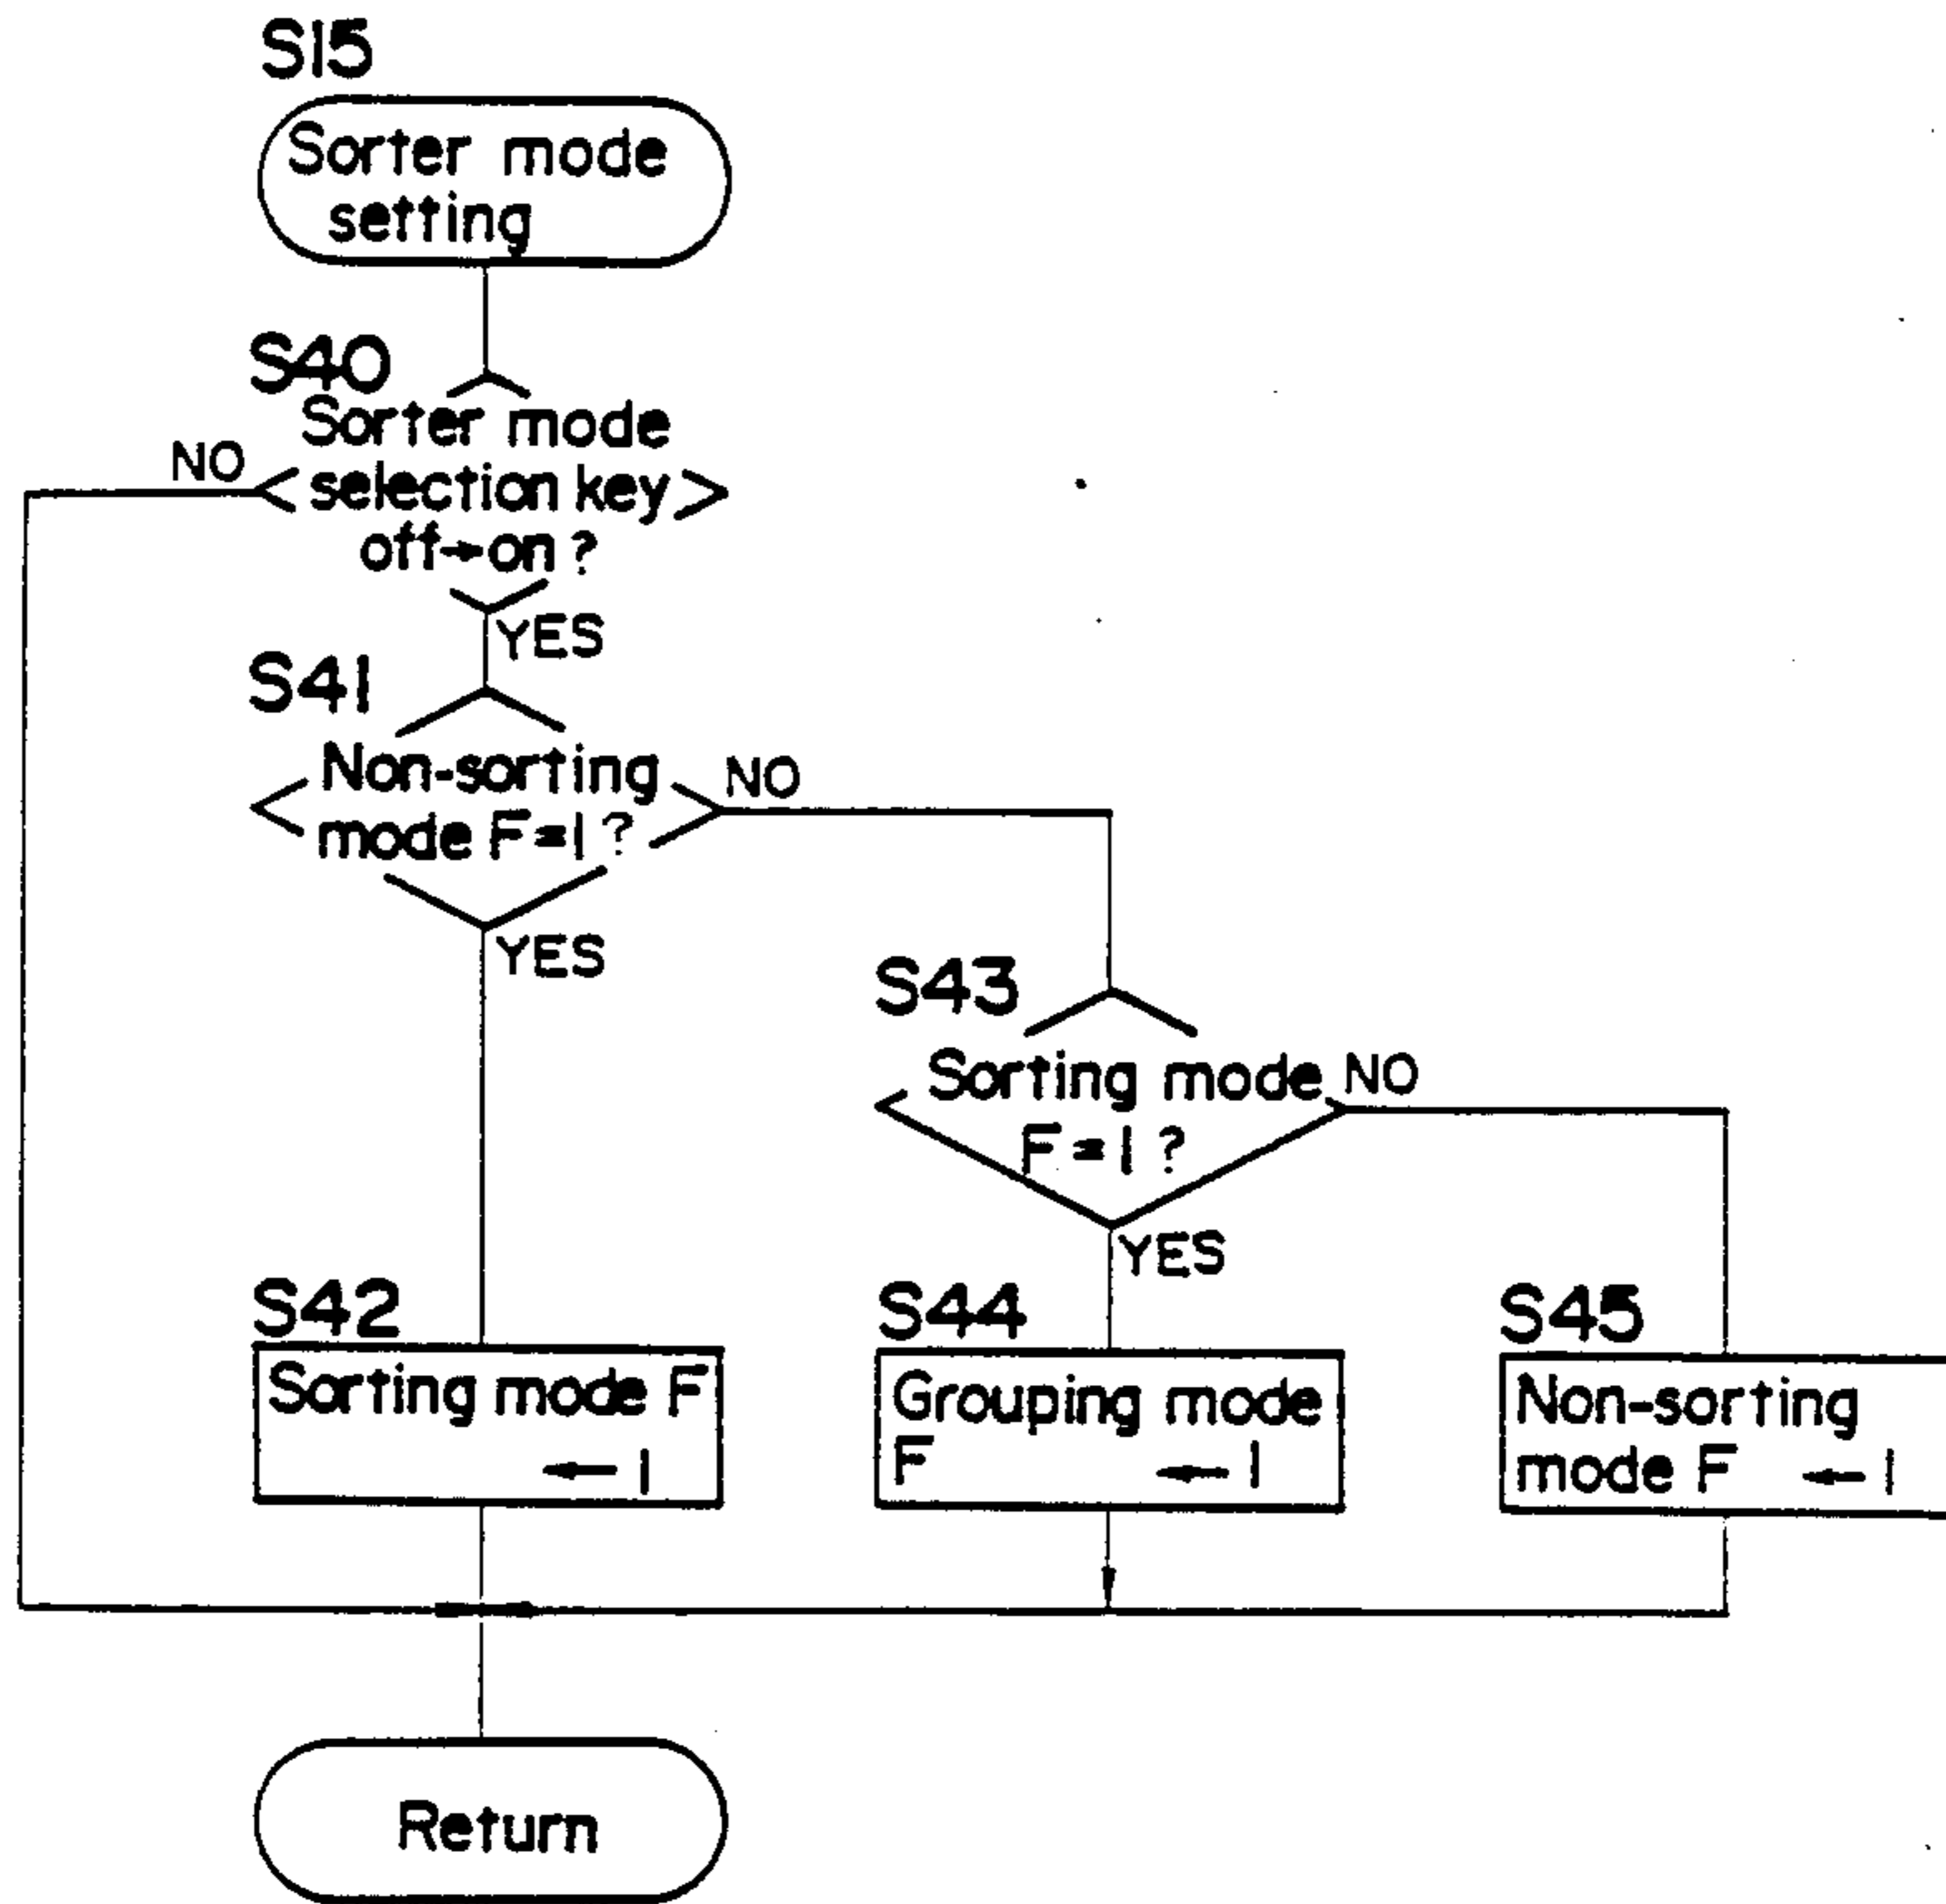 S15
Sorter mode
setting
S40
Sorter mode
NO
selection key
off→on?
YES
S41
Non-sorting
NO
mode F=1?
YES
S43
Sorting mode
NO
F=1?
YES
S42
Sorting mode F
←1
S44
Grouping mode
F ←1
S45
Non-sorting
mode F ←1
Return